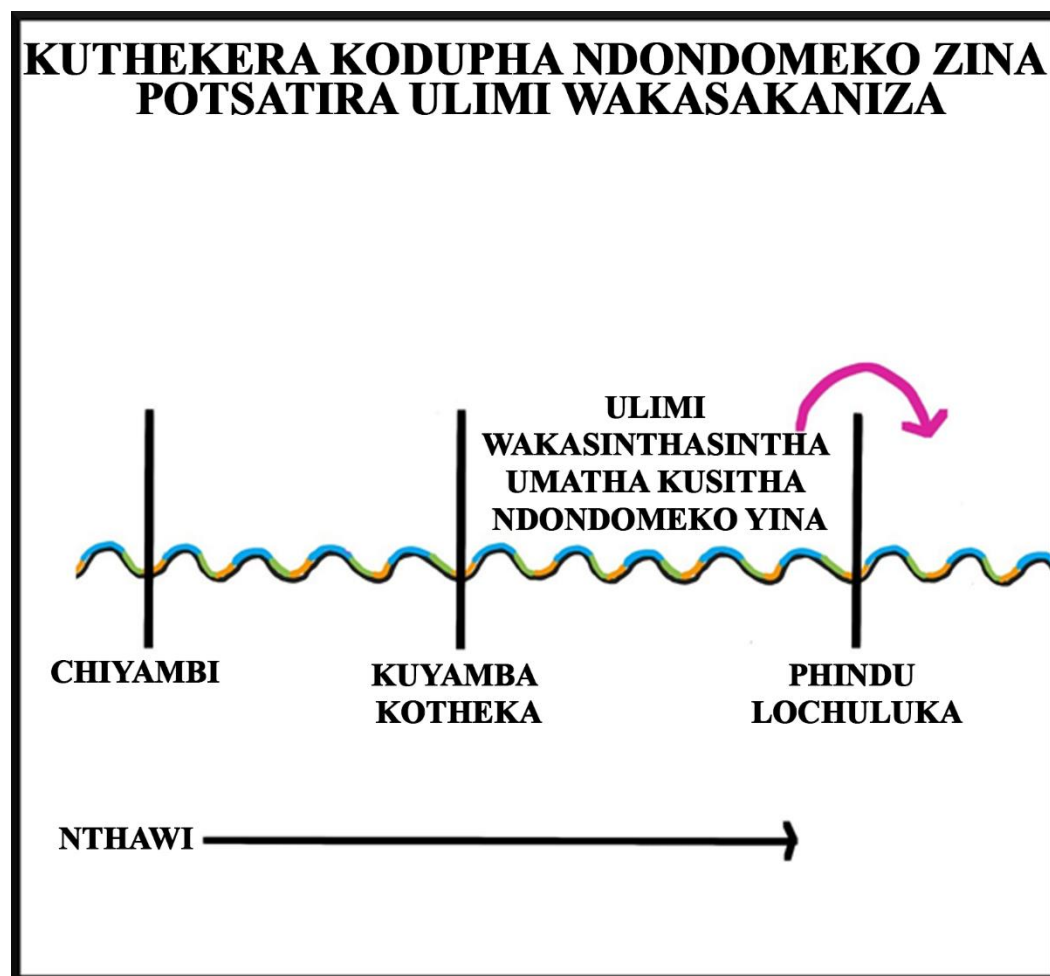 KUTHEKERA KODUPHA NDONDOMEKO ZINA
POTSATIRA ULIMI WAKASAKANIZA
ULIMI
WAKASINTHASINTHA
UMATHA KUSITHA
NDONDOMEKO YINA
CHIYAMBI
KUYAMBA
KOTHEKA
PHINDU
LOCHULUKA
NTHAWI